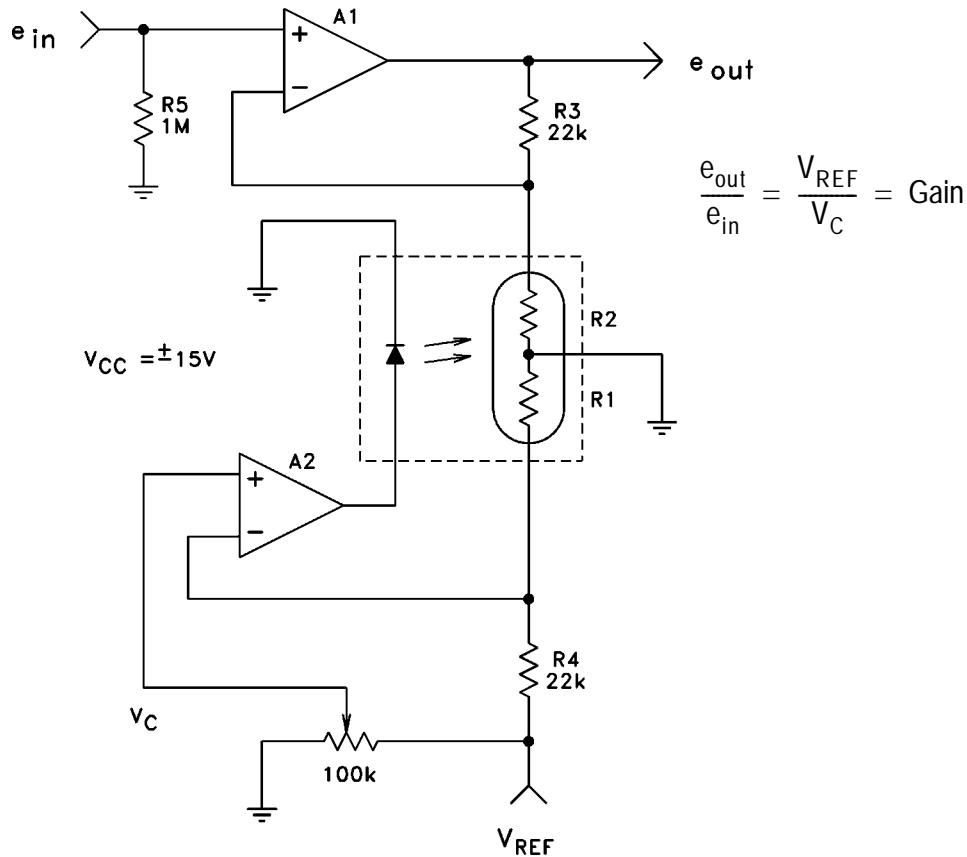 e in
A1
+
−
e out
R5
1M
R3
22k
e out / e in = V REF / V C = Gain
R2
V CC = ±15V
R1
A2
+
−
R4
22k
V C
100k
V REF